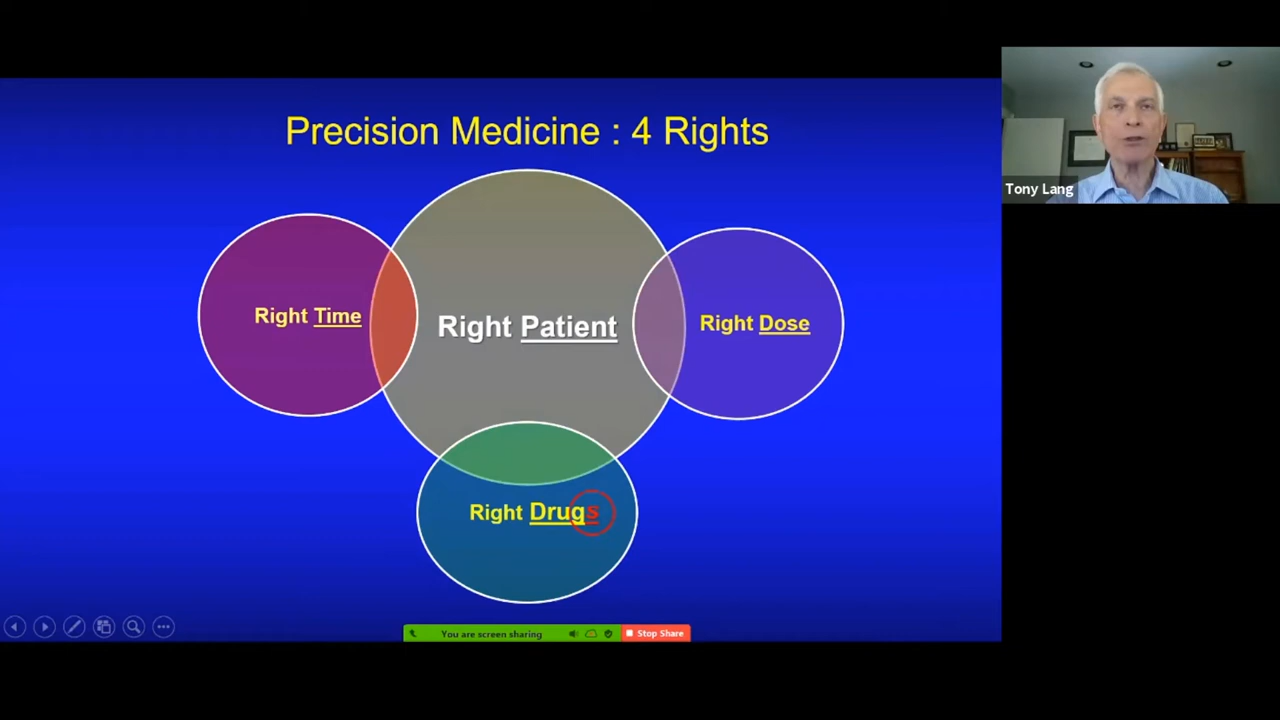 Precision Medicine : 4 Rights
Right Time
Right Patient
Right Dose
Right Drugs
Tony Lang
You are screen sharing
Stop Share